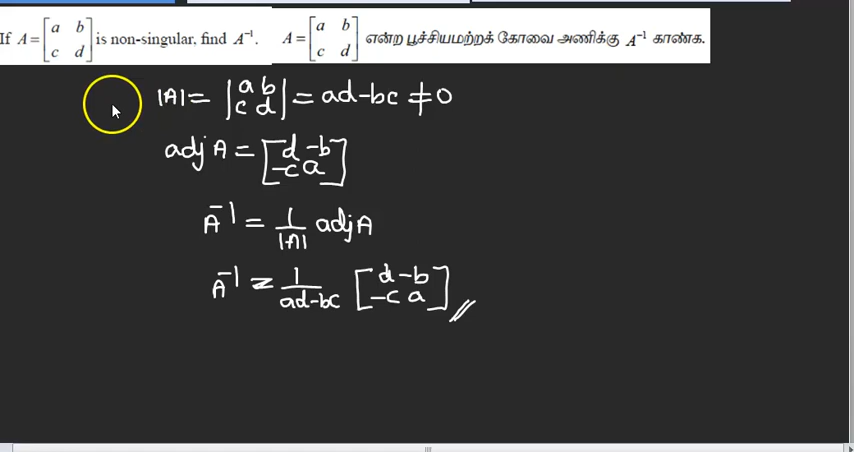 If A = [a b; c d] is non-singular, find A⁻¹. A = [a b; c d] என்ற பூச்சியமற்றக் கோவை அணிக்கு A⁻¹ காண்க.
|A| = |a b; c d| = ad-bc ≠ 0
adj A = [d -b; -c a]
A⁻¹ = 1/|A| adj A
A⁻¹ = 1/(ad-bc) [d -b; -c a]